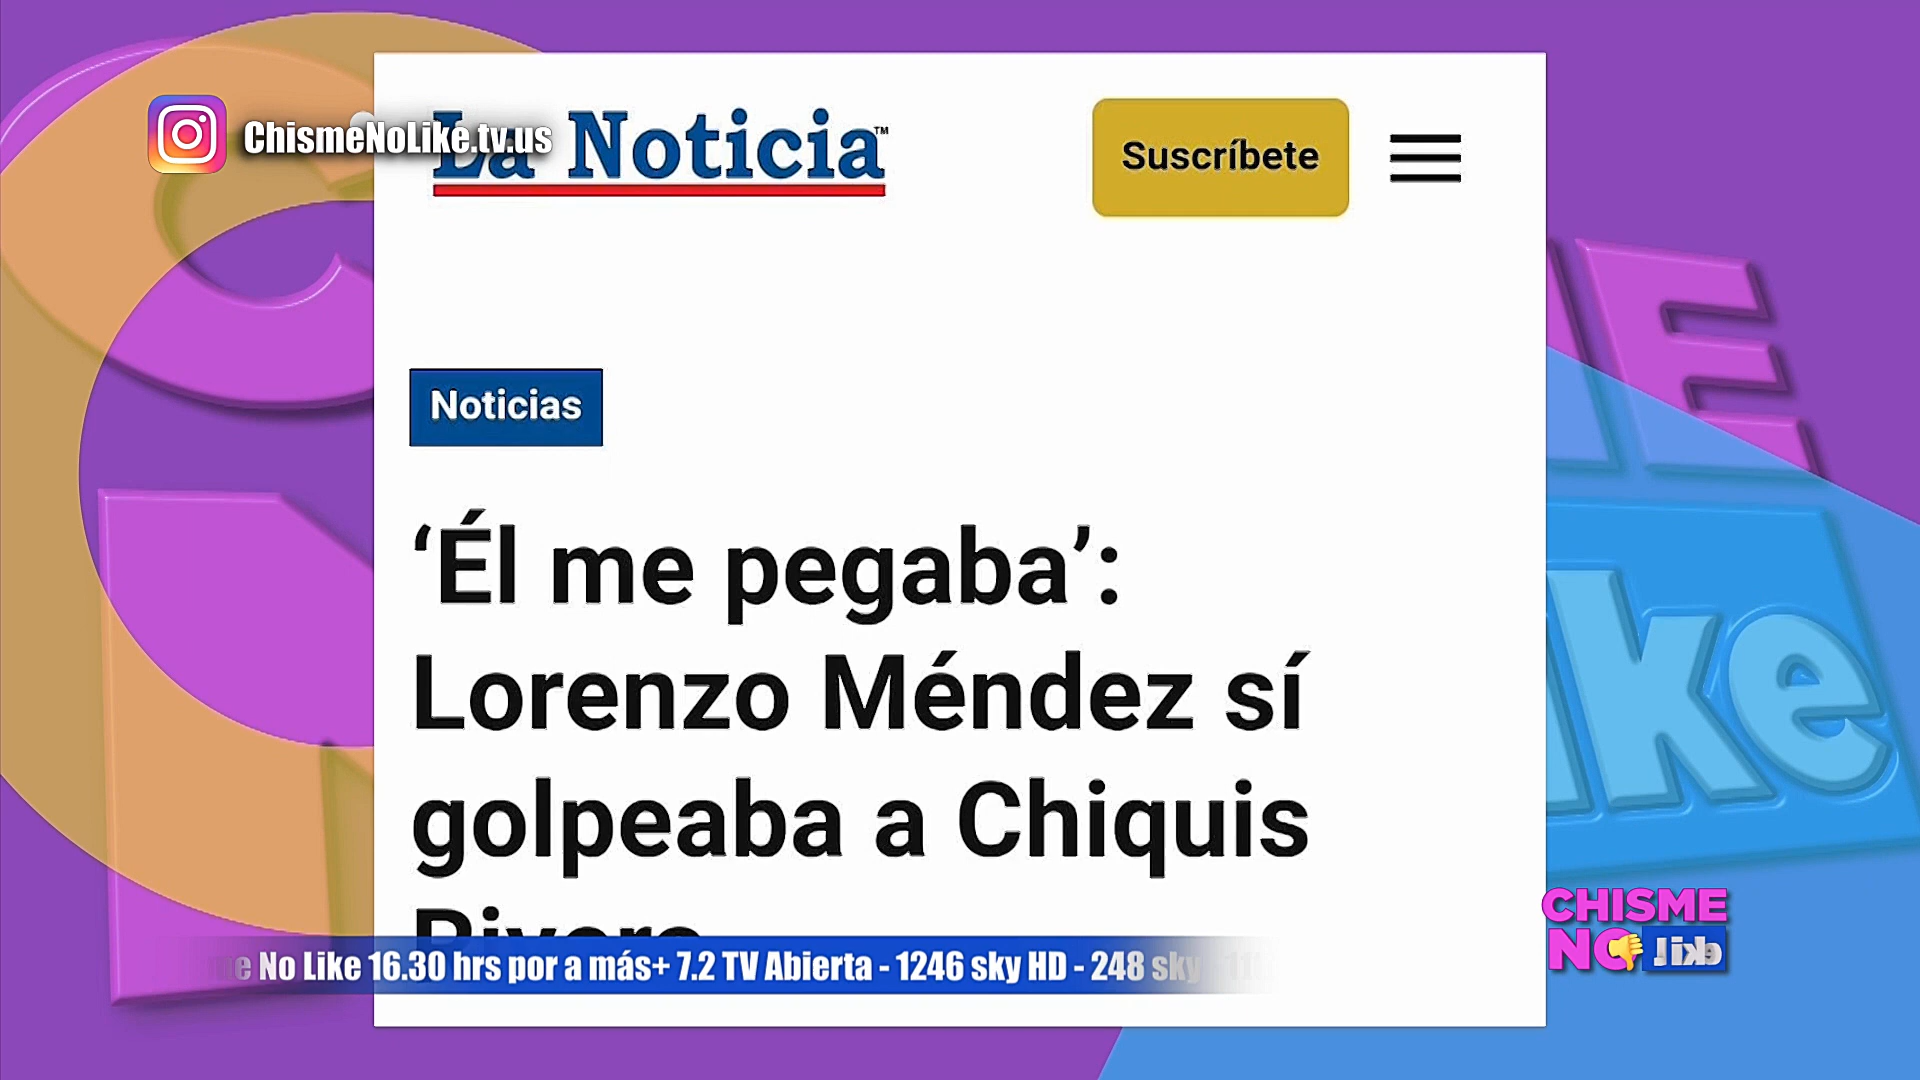 ChismeNoLike.tv.us
La Noticia™
Suscríbete
Noticias
‘Él me pegaba’:
Lorenzo Méndez sí
golpeaba a Chiquis
No Like 16.30 hrs por a más+ 7.2 TV Abierta - 1246 sky HD - 248 sky
CHISME
NO Like